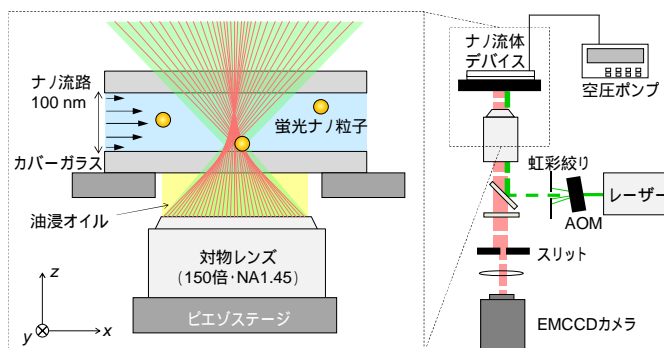 ナノ流路
100 nm
蛍光ナノ粒子
カバーガラス
油浸オイル
対物レンズ
(150倍・NA1.45)
ピエゾステージ
z
y
x
ナノ流体
デバイス
空圧ポンプ
虹彩絞り
レーザー
AOM
スリット
EMCCDカメラ